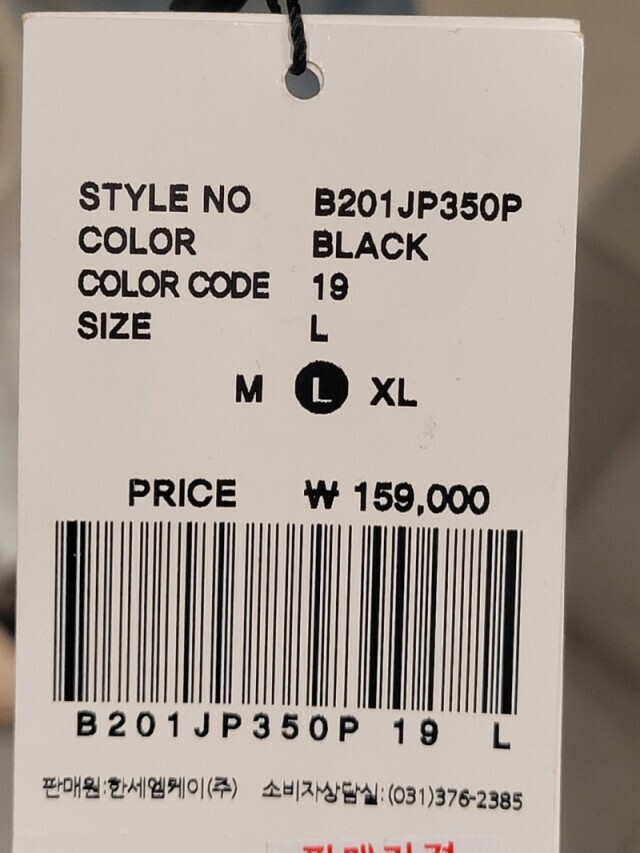 STYLE NO B201JP350P
COLOR BLACK
COLOR CODE 19
SIZE L
M L XL
PRICE ₩ 159,000
B201JP350P 19 L
판매원:한세엠케이(주) 소비자상담실:(031)376-2385